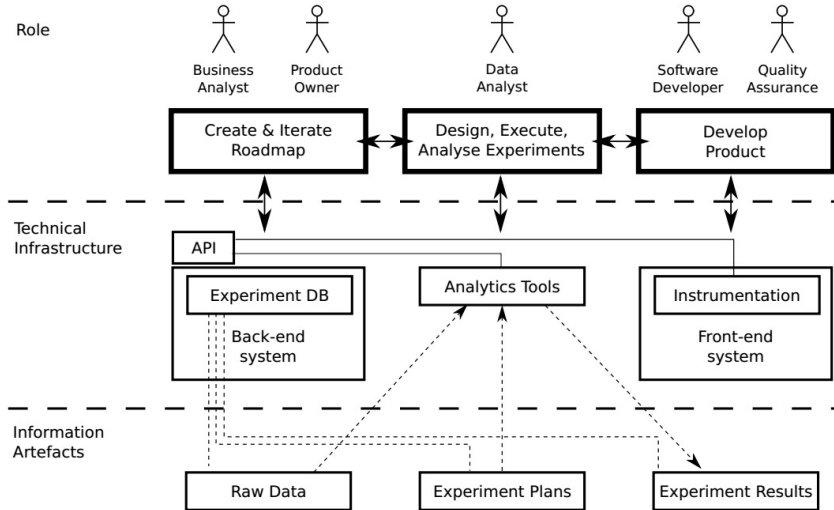 Role
Business
Analyst
Product
Owner
Data
Analyst
Software
Developer
Quality
Assurance
Create & Iterate
Roadmap
Design, Execute,
Analyse Experiments
Develop
Product
Technical
Infrastructure
API
Experiment DB
Back-end
system
Analytics Tools
Instrumentation
Front-end
system
Information
Artefacts
Raw Data
Experiment Plans
Experiment Results